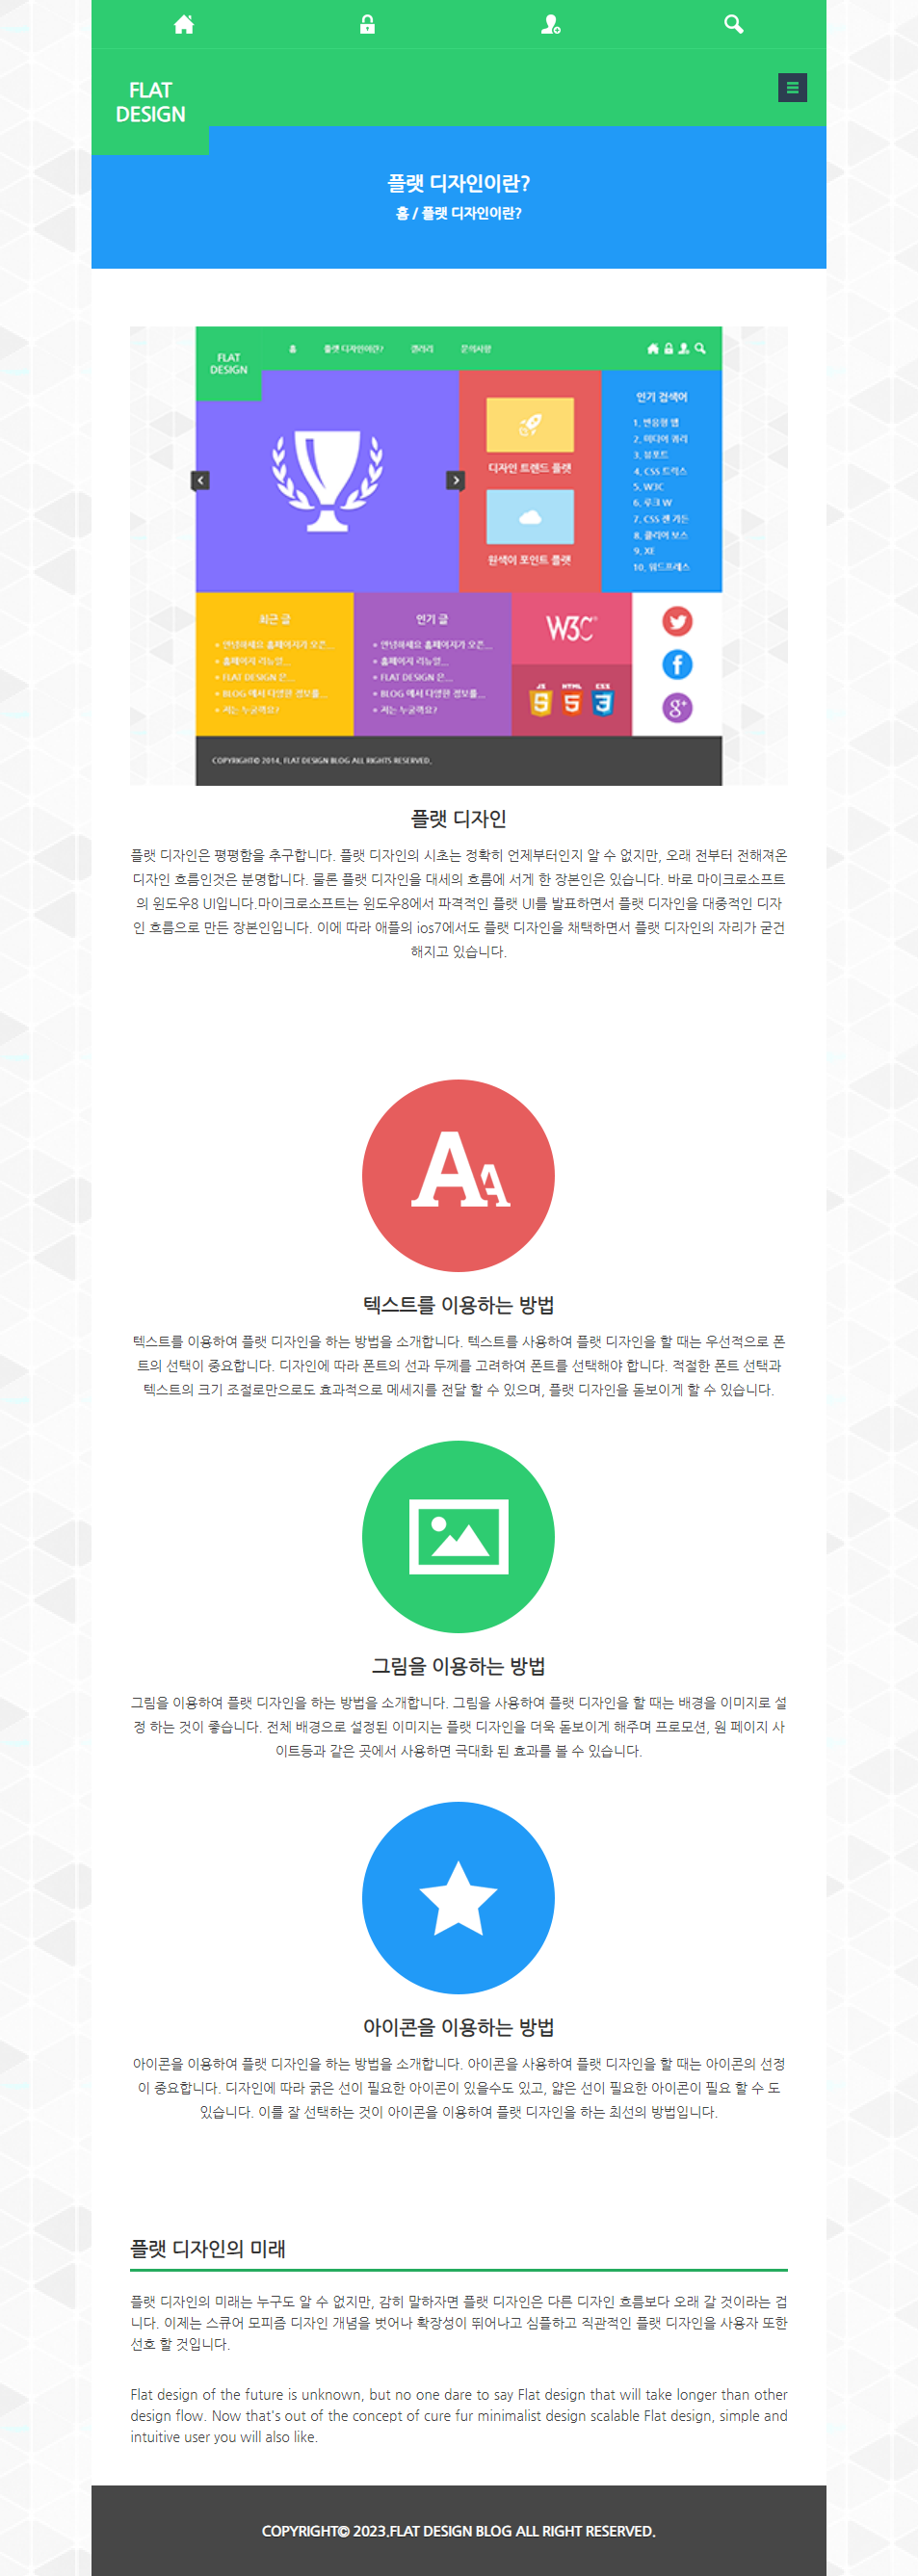 FLAT
DESIGN
플랫 디자인이란?
홈 / 플랫 디자인이란?
FLAT
DESIGN
홈
플랫 디자인이란?
갤러리
문의사항
디자인 트렌드 플랫
원색이 포인트 플랫
인기 검색어
1. 반응형 웹
2. 미디어 쿼리
3. 뷰포트
4. CSS 트릭스
5. W3C
6. 루크 W
7. CSS 젠 가든
8. 클리어 보스
9. XE
10. 워드프레스
최근 글
안녕하세요 홈페이지가 오픈....
홈페이지 리뉴얼....
FLAT DESIGN 은....
BLOG 에서 다양한 정보를....
저는 누굴까요?
인기 글
안녕하세요 홈페이지가 오픈....
홈페이지 리뉴얼....
FLAT DESIGN 은....
BLOG 에서 다양한 정보를....
저는 누굴까요?
W3C
JS HTML CSS
5 5 3
COPYRIGHT© 2014. FLAT DESIGN BLOG ALL RIGHTS RESERVED.
플랫 디자인
플랫 디자인은 평평함을 추구합니다. 플랫 디자인의 시초는 정확히 언제부터인지 알 수 없지만, 오래 전부터 전해져온
디자인 흐름인것은 분명합니다. 물론 플랫 디자인을 대세의 흐름에 서게 한 장본인은 있습니다. 바로 마이크로소프트
의 윈도우8 UI입니다.마이크로소프트는 윈도우8에서 파격적인 플랫 UI를 발표하면서 플랫 디자인을 대중적인 디자
인 흐름으로 만든 장본인입니다. 이에 따라 애플의 ios7에서도 플랫 디자인을 채택하면서 플랫 디자인의 자리가 굳건
해지고 있습니다.
AA
텍스트를 이용하는 방법
텍스트를 이용하여 플랫 디자인을 하는 방법을 소개합니다. 텍스트를 사용하여 플랫 디자인을 할 때는 우선적으로 폰
트의 선택이 중요합니다. 디자인에 따라 폰트의 선과 두께를 고려하여 폰트를 선택해야 합니다. 적절한 폰트 선택과
텍스트의 크기 조절로만으로도 효과적으로 메세지를 전달 할 수 있으며, 플랫 디자인을 돋보이게 할 수 있습니다.
그림을 이용하는 방법
그림을 이용하여 플랫 디자인을 하는 방법을 소개합니다. 그림을 사용하여 플랫 디자인을 할 때는 배경을 이미지로 설
정 하는 것이 좋습니다. 전체 배경으로 설정된 이미지는 플랫 디자인을 더욱 돋보이게 해주며 프로모션, 원 페이지 사
이트등과 같은 곳에서 사용하면 극대화 된 효과를 볼 수 있습니다.
아이콘을 이용하는 방법
아이콘을 이용하여 플랫 디자인을 하는 방법을 소개합니다. 아이콘을 사용하여 플랫 디자인을 할 때는 아이콘의 선정
이 중요합니다. 디자인에 따라 굵은 선이 필요한 아이콘이 있을수도 있고, 얇은 선이 필요한 아이콘이 필요 할 수 도
있습니다. 이를 잘 선택하는 것이 아이콘을 이용하여 플랫 디자인을 하는 최선의 방법입니다.
플랫 디자인의 미래
플랫 디자인의 미래는 누구도 알 수 없지만, 감히 말하자면 플랫 디자인은 다른 디자인 흐름보다 오래 갈 것이라는 겁
니다. 이제는 스큐어 모피즘 디자인 개념을 벗어나 확장성이 뛰어나고 심플하고 직관적인 플랫 디자인을 사용자 또한
선호 할 것입니다.
Flat design of the future is unknown, but no one dare to say Flat design that will take longer than other
design flow. Now that's out of the concept of cure fur minimalist design scalable Flat design, simple and
intuitive user you will also like.
COPYRIGHT© 2023.FLAT DESIGN BLOG ALL RIGHT RESERVED.